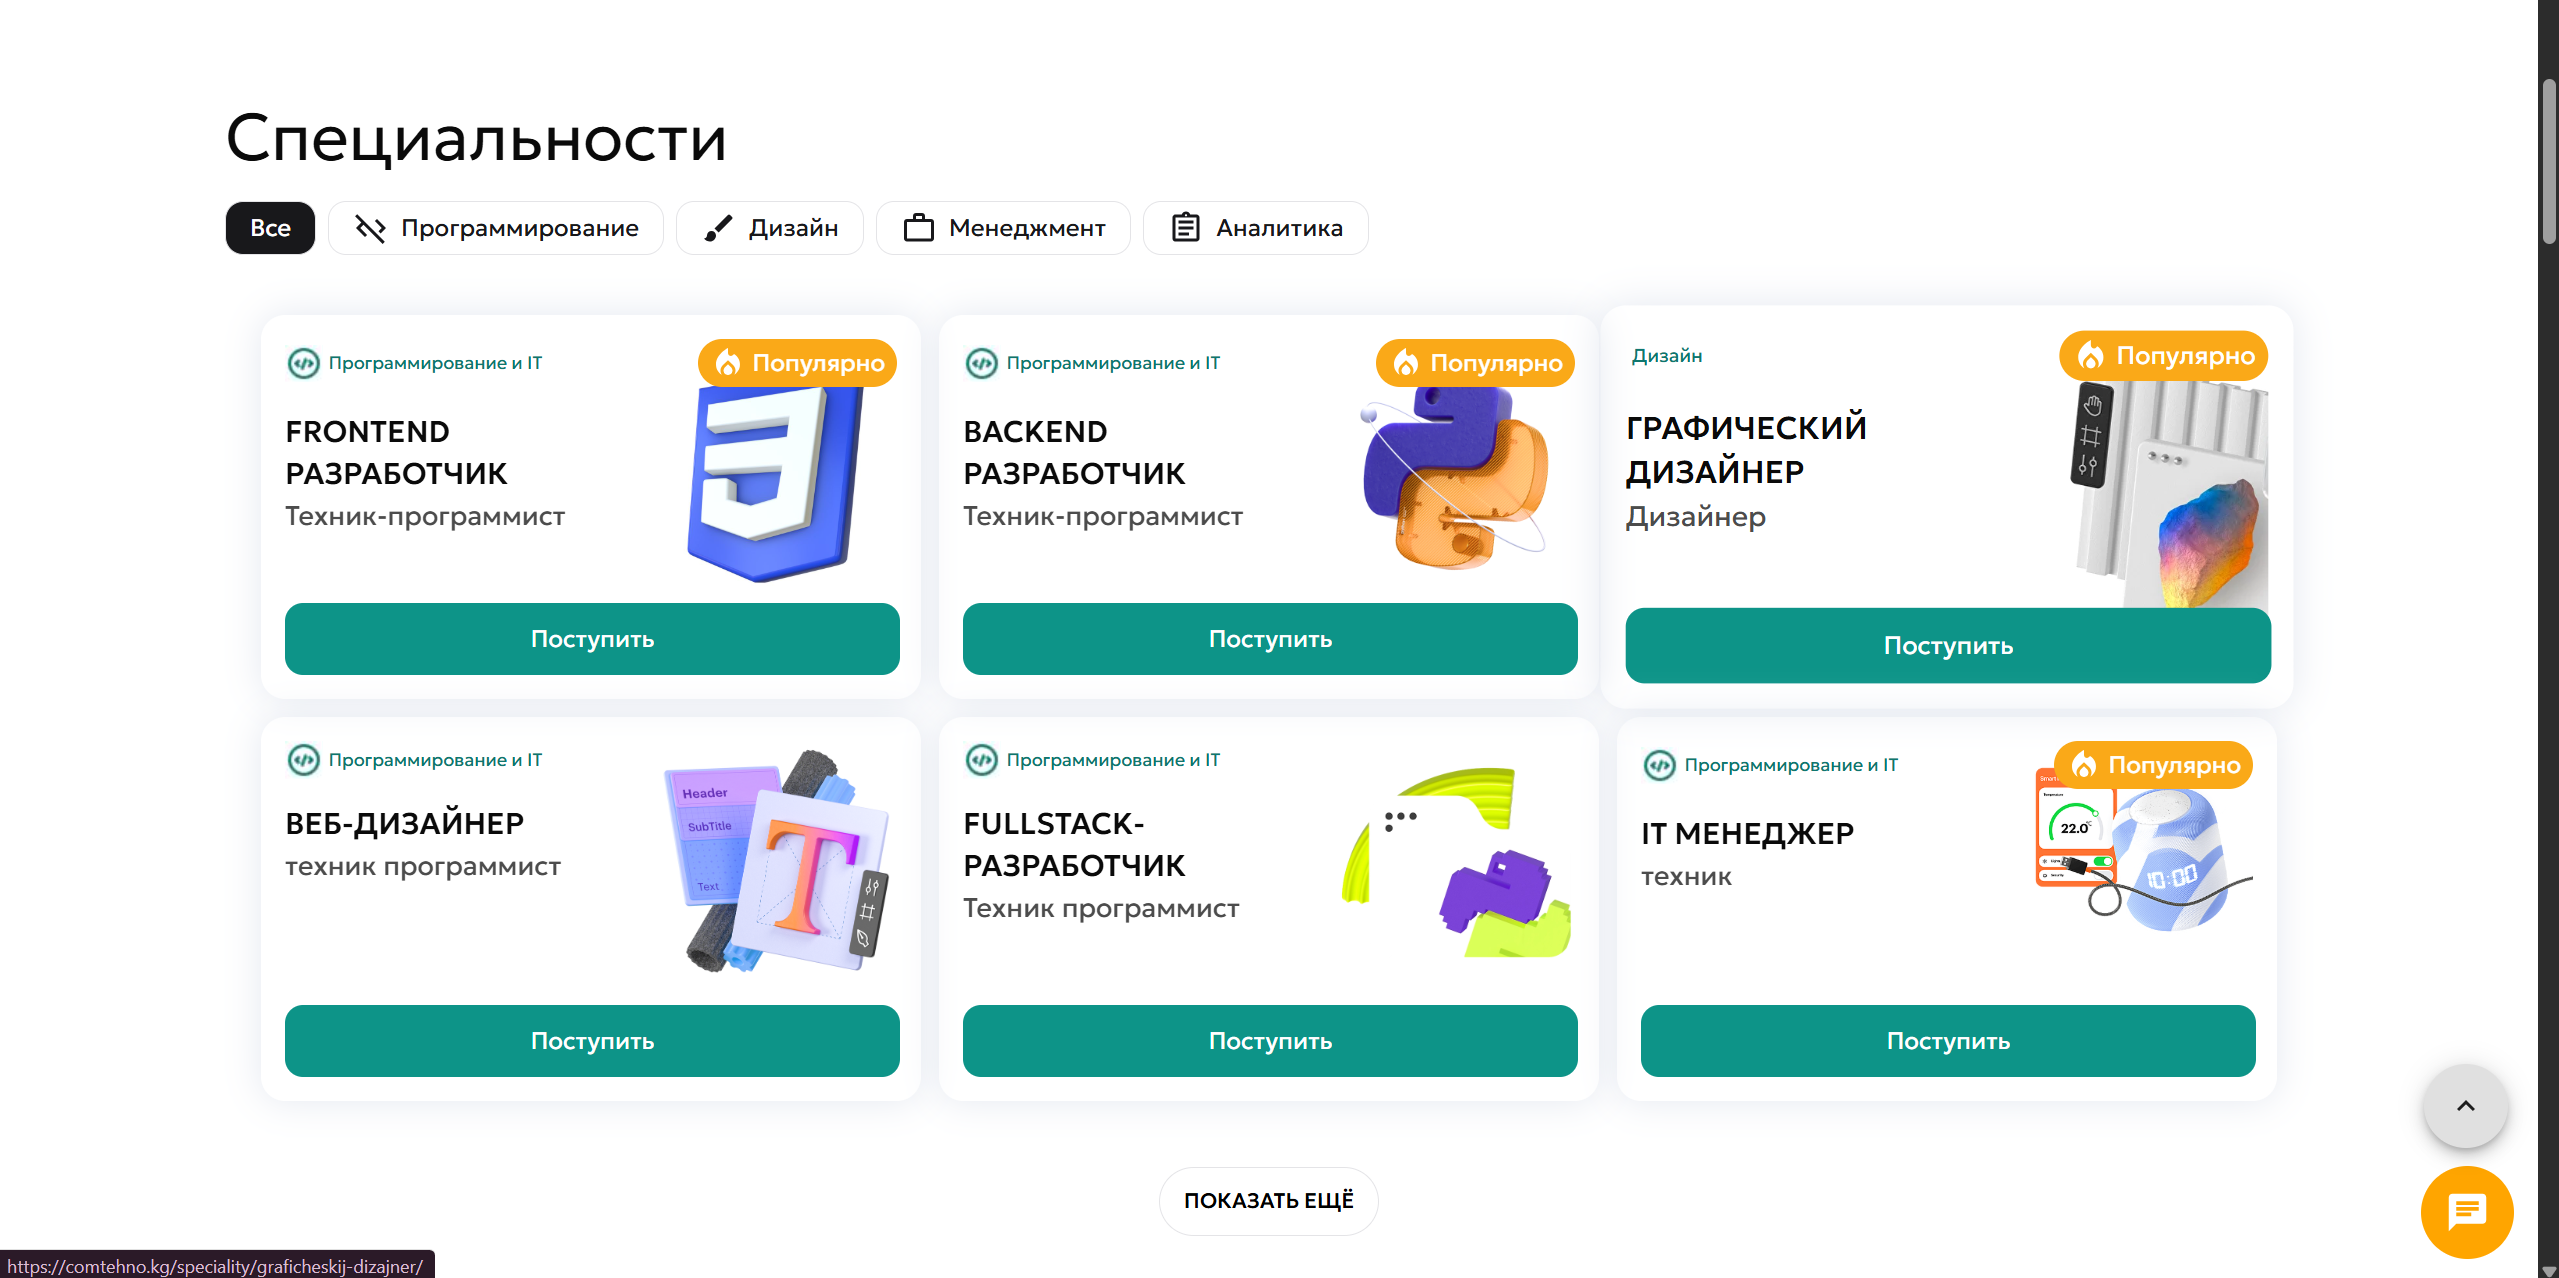 Специальности
Все
Программирование
Дизайн
Менеджмент
Аналитика
Программирование и IT
Популярно
FRONTEND
РАЗРАБОТЧИК
Техник-программист
Поступить
Программирование и IT
Популярно
BACKEND
РАЗРАБОТЧИК
Техник-программист
Поступить
Дизайн
Популярно
ГРАФИЧЕСКИЙ
ДИЗАЙНЕР
Дизайнер
Поступить
Программирование и IT
ВЕБ-ДИЗАЙНЕР
техник программист
Header
SubTitle
Text
T
Поступить
Программирование и IT
FULLSTACK-
РАЗРАБОТЧИК
Техник программист
Поступить
Программирование и IT
Популярно
IT МЕНЕДЖЕР
техник
22.0
10:00
Поступить
ПОКАЗАТЬ ЕЩЁ
https://comtehno.kg/speciality/graficheskij-dizajner/